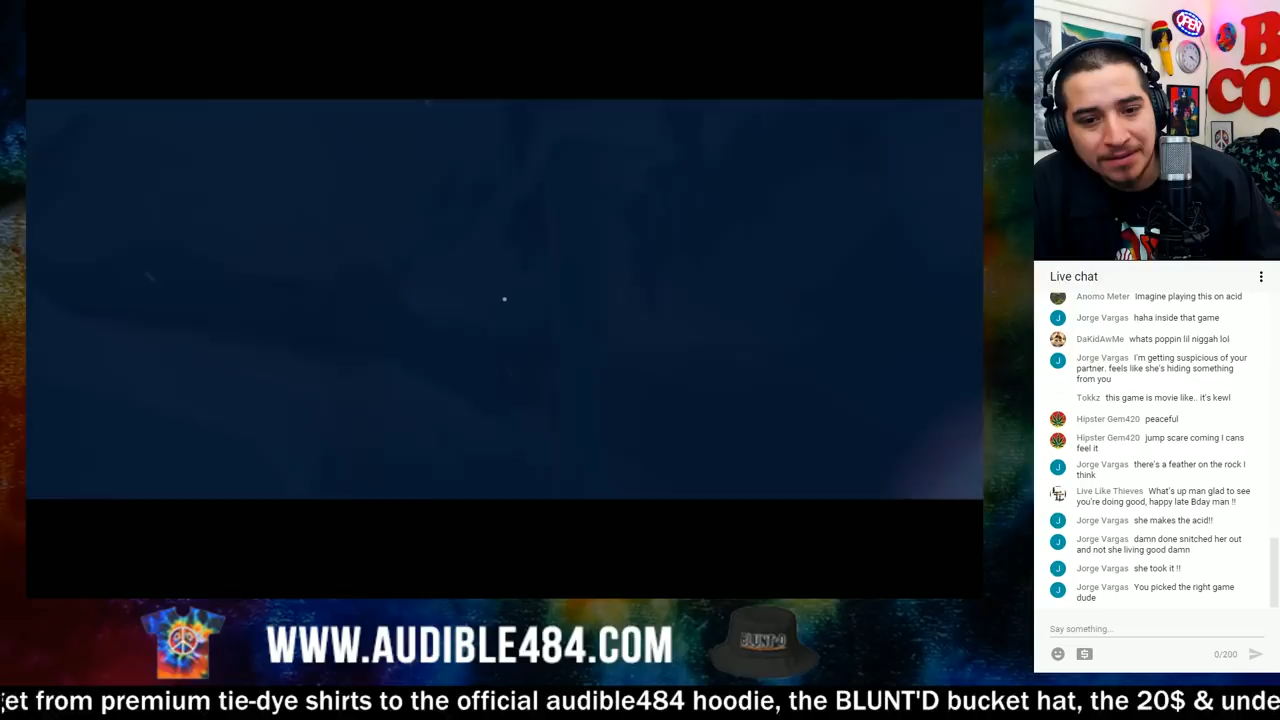 OPEN
B
CO
Live chat
Anomo Meter Imagine playing this on acid
Jorge Vargas haha inside that game
DaKidAwMe whats poppin lil niggah lol
Jorge Vargas I'm getting suspicious of your
partner. feels like she's hiding something
from you
Tokkz this game is movie like.. it's kewl
Hipster Gem420 peaceful
Hipster Gem420 jump scare coming I cans
feel it
Jorge Vargas there's a feather on the rock I
think
Live Like Thieves What's up man glad to see
you're doing good, happy late Bday man !!
Jorge Vargas she makes the acid!!
Jorge Vargas damn done snitched her out
and not she living good damn
Jorge Vargas she took it !!
Jorge Vargas You picked the right game
dude
Say something...
0/200
WWW.AUDIBLE484.COM
BLUNT'D
get from premium tie-dye shirts to the official audible484 hoodie, the BLUNT'D bucket hat, the 20$ & unde